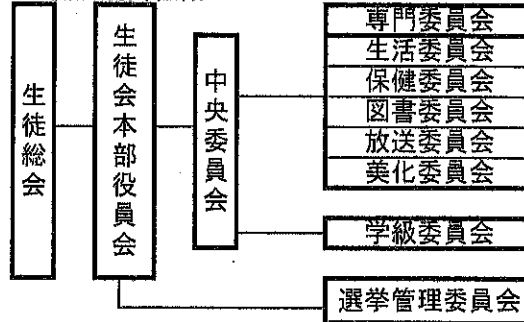 生徒総会
生徒会本部役員会
中央委員会
専門委員会
生活委員会
保健委員会
図書委員会
放送委員会
美化委員会
学級委員会
選挙管理委員会